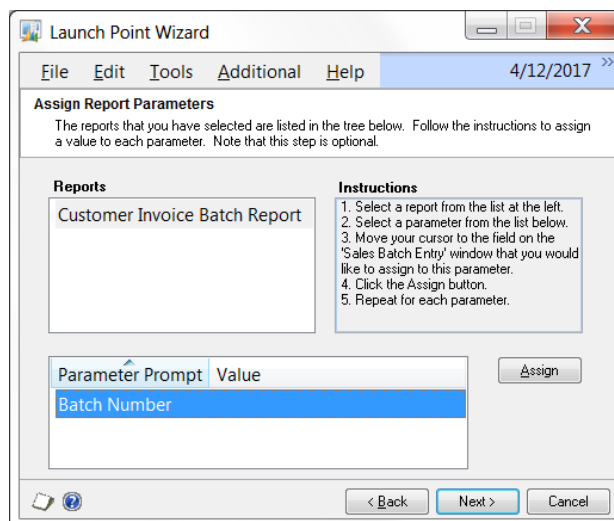 Launch Point Wizard
File Edit Tools Additional Help 4/12/2017 »
Assign Report Parameters
The reports that you have selected are listed in the tree below. Follow the instructions to assign
a value to each parameter. Note that this step is optional.
Reports
Customer Invoice Batch Report
Instructions
1. Select a report from the list at the left.
2. Select a parameter from the list below.
3. Move your cursor to the field on the
'Sales Batch Entry' window that you would
like to assign to this parameter.
4. Click the Assign button.
5. Repeat for each parameter.
Parameter Prompt Value
Batch Number
Assign
< Back Next > Cancel